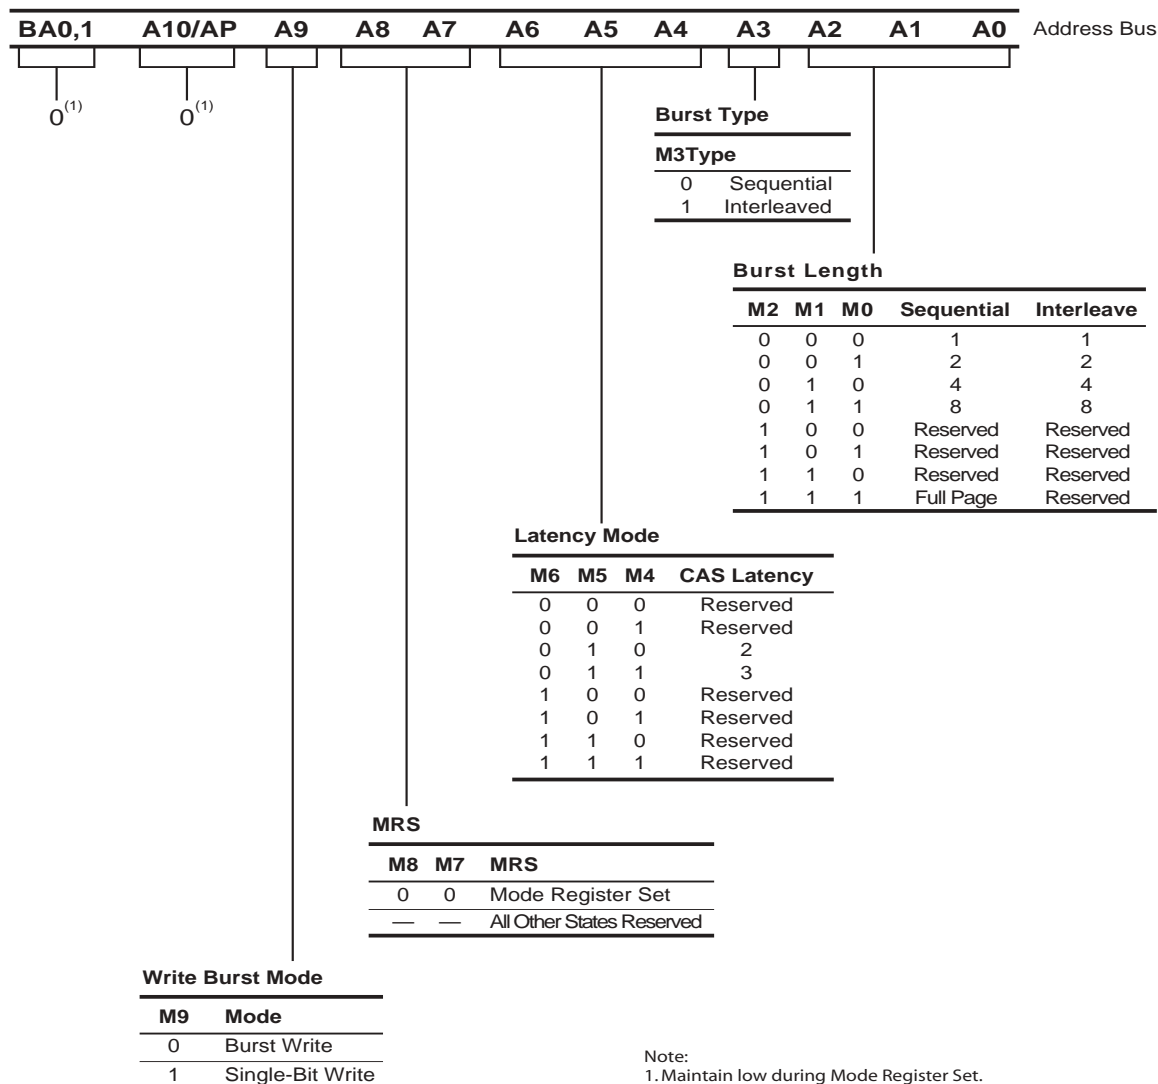 BA0,1 A10/AP A9 A8 A7 A6 A5 A4 A3 A2 A1 A0 Address Bus
0(1) 0(1)
Burst Type
M3Type
0 Sequential
1 Interleaved
Burst Length
M2 M1 M0 Sequential Interleave
0 0 0 1 1
0 0 1 2 2
0 1 0 4 4
0 1 1 8 8
1 0 0 Reserved Reserved
1 0 1 Reserved Reserved
1 1 0 Reserved Reserved
1 1 1 Full Page Reserved
Latency Mode
M6 M5 M4 CAS Latency
0 0 0 Reserved
0 0 1 Reserved
0 1 0 2
0 1 1 3
1 0 0 Reserved
1 0 1 Reserved
1 1 0 Reserved
1 1 1 Reserved
MRS
M8 M7 MRS
0 0 Mode Register Set
— — All Other States Reserved
Write Burst Mode
M9 Mode
0 Burst Write
1 Single-Bit Write
Note:
1. Maintain low during Mode Register Set.